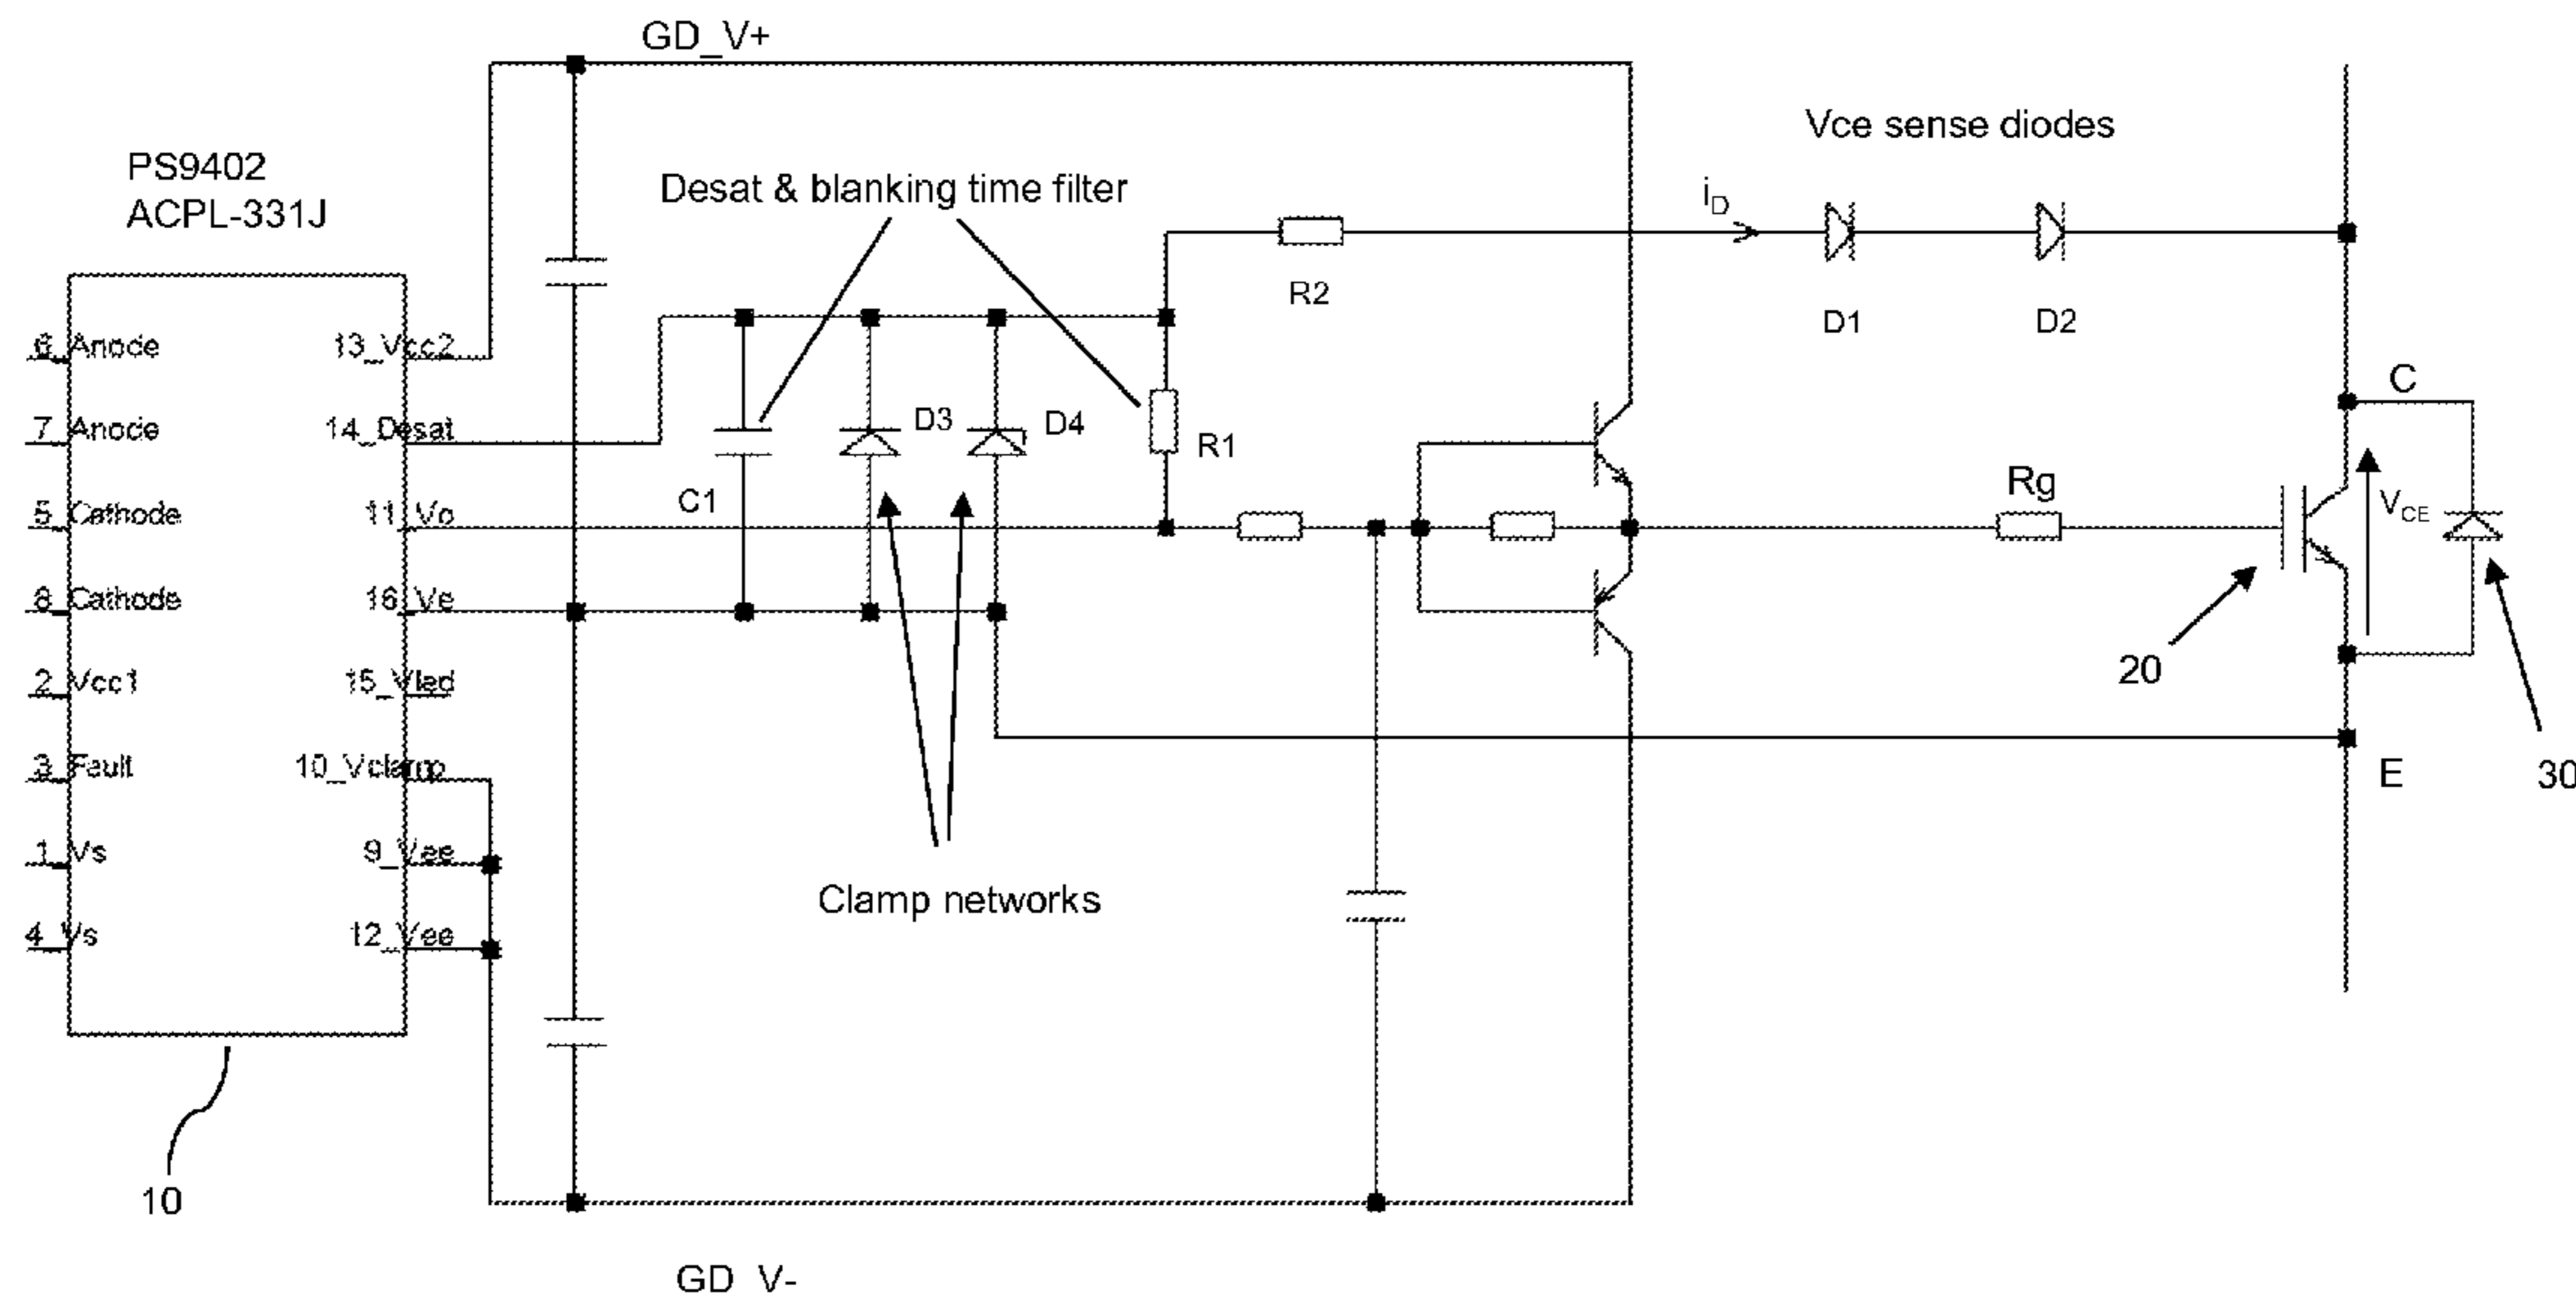 GD_V+
Vce sense diodes
PS9402
ACPL-331J
Desat & blanking time filter
iD
R2
D1
D2
6_Anode
13_Vcc2
7_Anode
14_Desat
D3
D4
R1
C
5_Cathode
11_Vo
C1
Rg
VCE
8_Cathode
16_Ve
20
2_Vcc1
15_Vled
3_Fault
10_Vclamp
E
30
1_Vs
9_Vee
Clamp networks
4_Vs
12_Vee
10
GD_V-